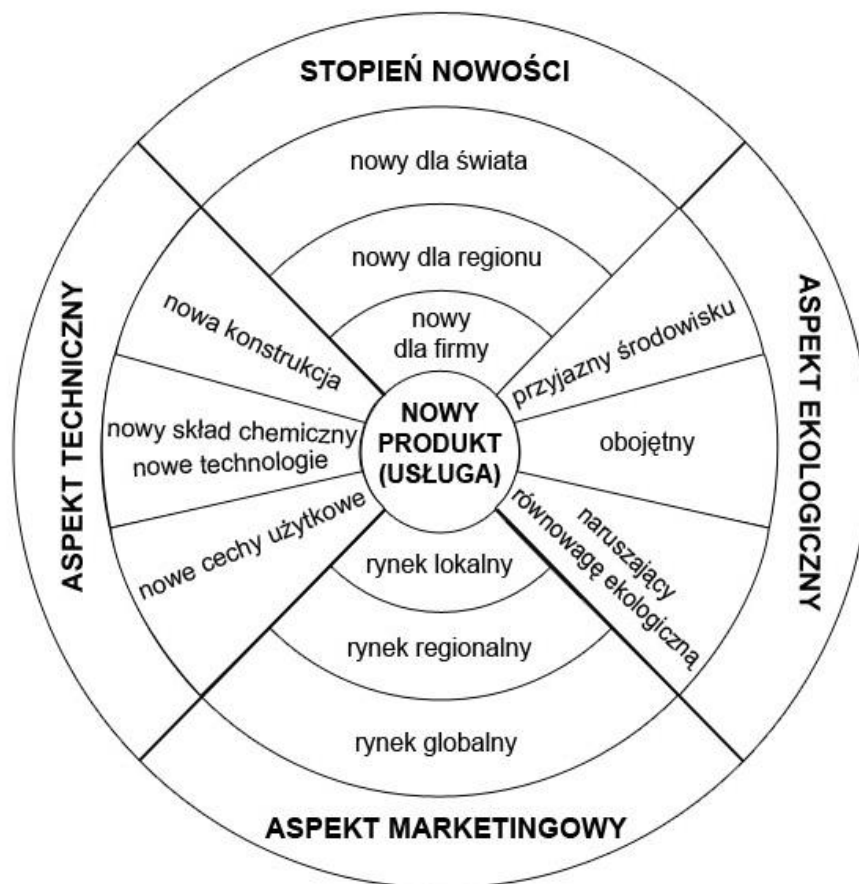 STOPIEŃ NOWOŚCI
nowy dla świata
nowy dla regionu
nowy
dla firmy
NOWY
PRODUKT
(USŁUGA)
ASPEKT TECHNICZNY
nowa konstrukcja
nowy skład chemiczny
nowe technologie
nowe cechy użytkowe
ASPEKT EKOLOGICZNY
przyjazny środowisku
obojętny
naruszający
równowagę ekologiczną
rynek lokalny
rynek regionalny
rynek globalny
ASPEKT MARKETINGOWY